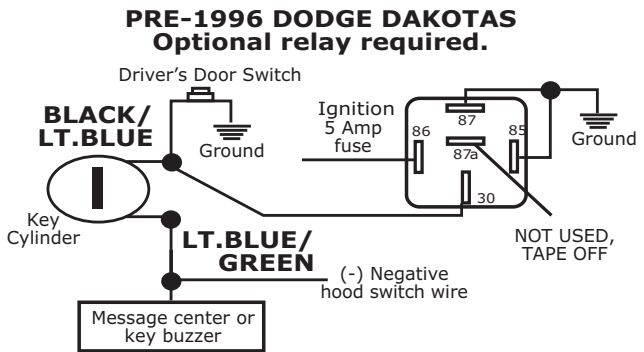 PRE-1996 DODGE DAKOTAS
Optional relay required.
Driver's Door Switch
BLACK/
LT.BLUE
Ground
Ignition
5 Amp
fuse
86
87
87a
85
30
Ground
Key
Cylinder
LT.BLUE/
GREEN
NOT USED,
TAPE OFF
(-) Negative
hood switch wire
Message center or
key buzzer